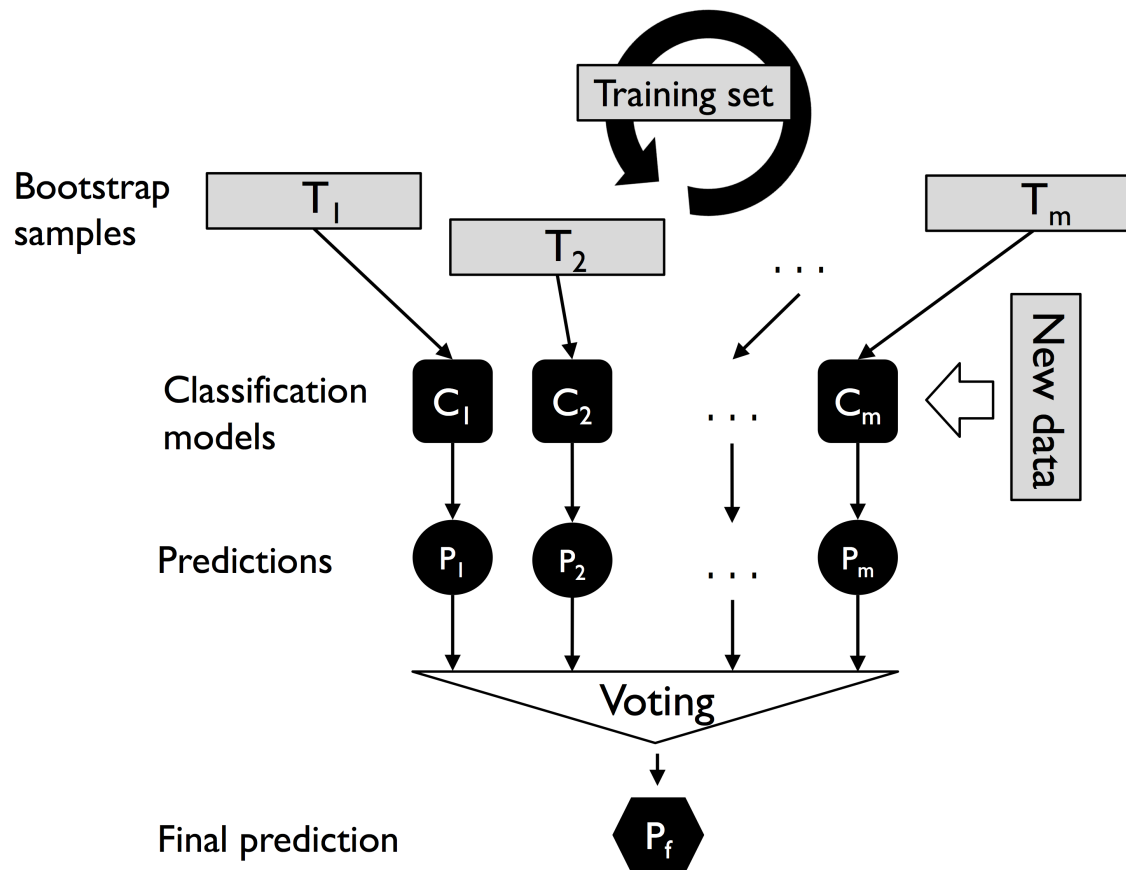 Training set
Bootstrap
samples
T1
T2
. . .
Tm
New data
Classification
models
C1
C2
. . .
Cm
Predictions
P1
P2
. . .
Pm
Voting
Final prediction
Pf